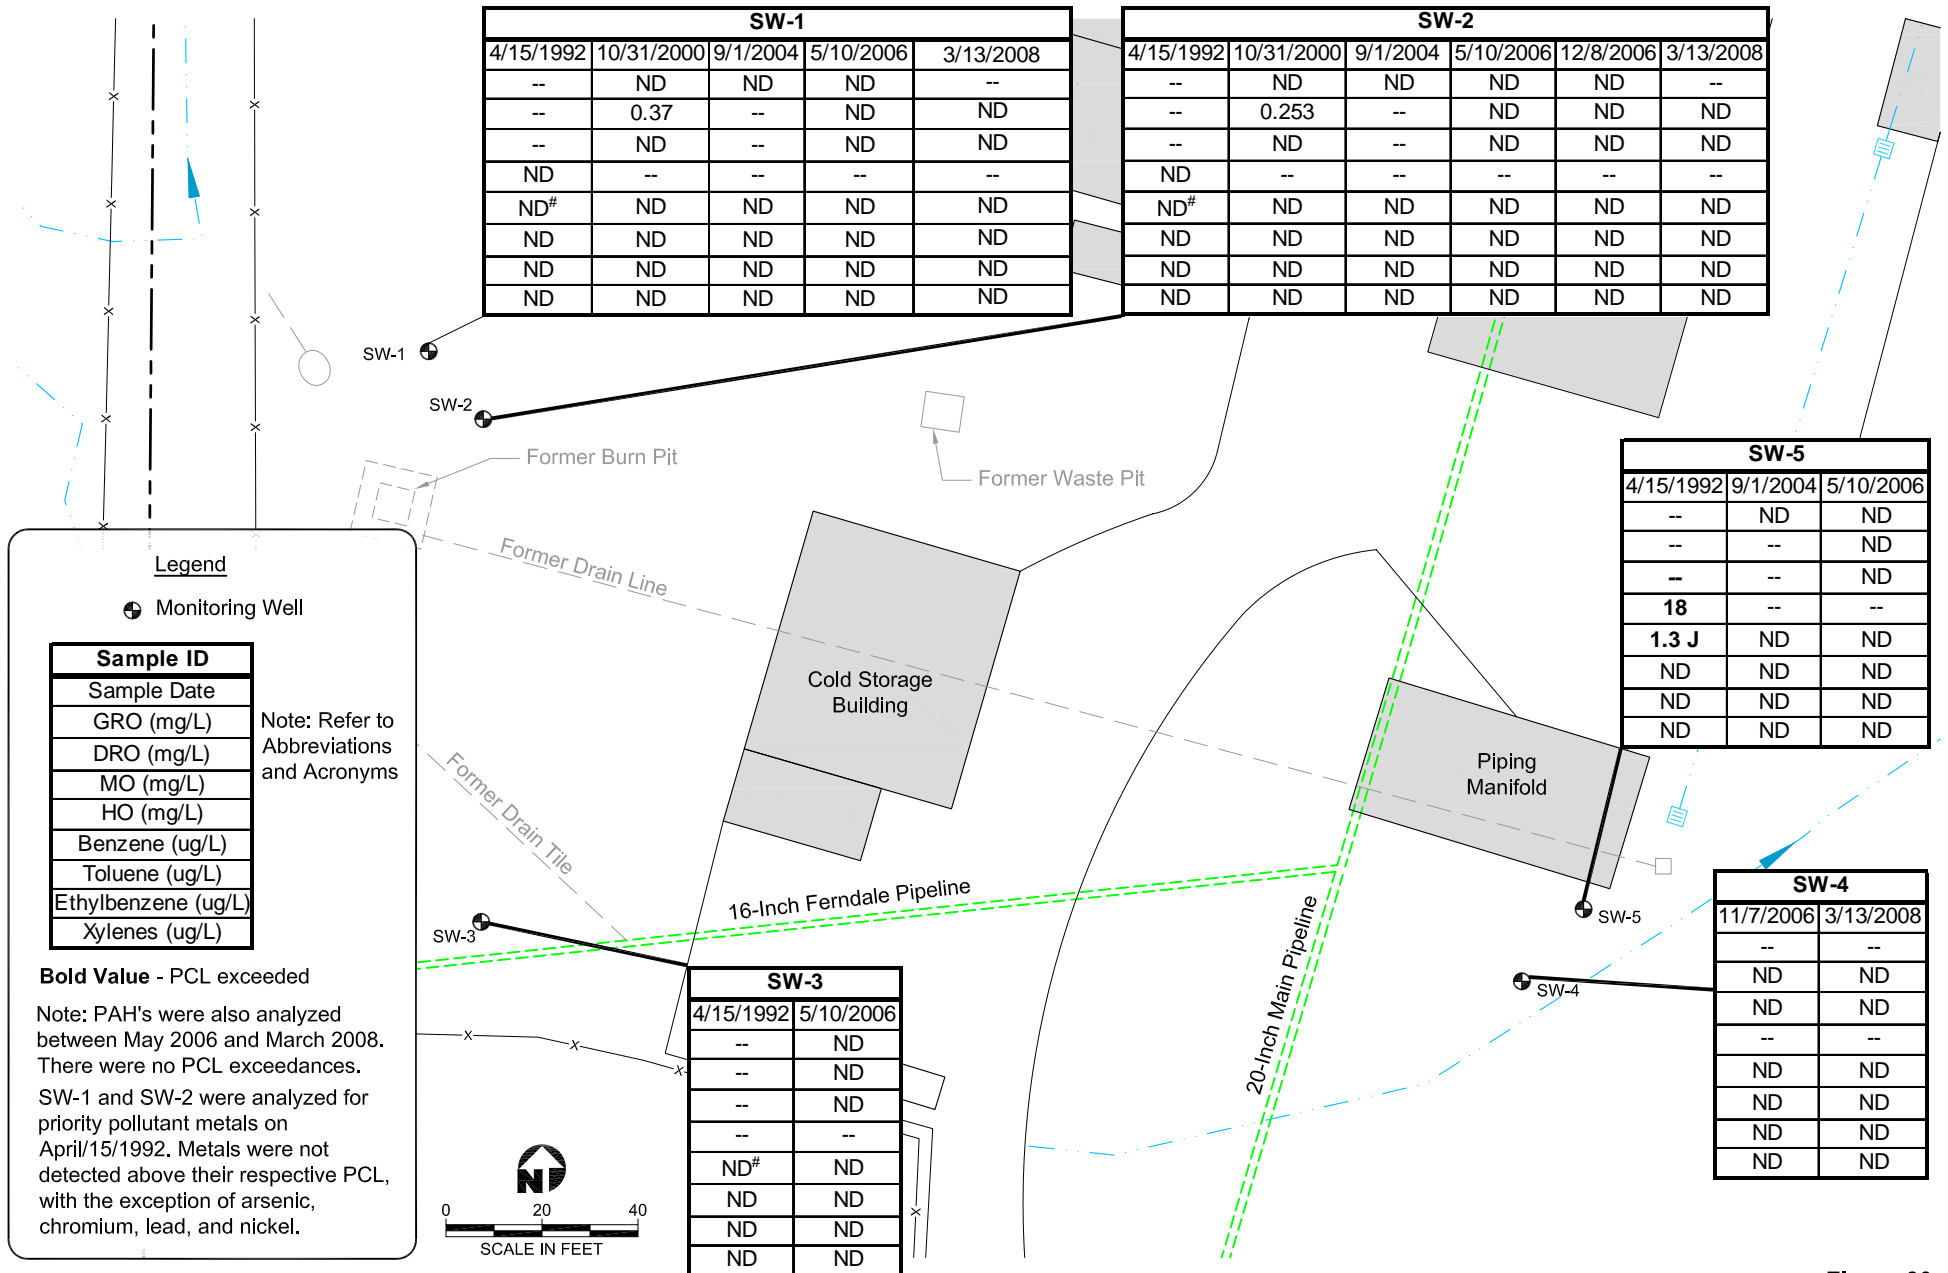 SW-1
4/15/1992 10/31/2000 9/1/2004 5/10/2006 3/13/2008
-- ND ND ND --
-- 0.37 -- ND ND
-- ND -- ND ND
ND -- -- -- --
ND# ND ND ND ND
ND ND ND ND ND
ND ND ND ND ND
ND ND ND ND ND
SW-2
4/15/1992 10/31/2000 9/1/2004 5/10/2006 12/8/2006 3/13/2008
-- ND ND ND ND --
-- 0.253 -- ND ND ND
-- ND -- ND ND ND
ND -- -- -- -- --
ND# ND ND ND ND ND
ND ND ND ND ND ND
ND ND ND ND ND ND
ND ND ND ND ND ND
SW-1
SW-2
Former Burn Pit
Former Waste Pit
Former Drain Line
Cold Storage
Building
Former Drain Tile
16-Inch Ferndale Pipeline
20-Inch Main Pipeline
Piping
Manifold
SW-5
4/15/1992 9/1/2004 5/10/2006
-- ND ND
-- -- ND
-- -- ND
18 -- --
1.3 J ND ND
ND ND ND
ND ND ND
ND ND ND
SW-5
SW-4
SW-4
11/7/2006 3/13/2008
-- --
ND ND
ND ND
-- --
ND ND
ND ND
ND ND
ND ND
SW-3
SW-3
4/15/1992 5/10/2006
-- ND
-- ND
-- ND
-- --
ND# ND
ND ND
ND ND
ND ND
Legend
Monitoring Well
Sample ID
Sample Date
GRO (mg/L)
DRO (mg/L)
MO (mg/L)
HO (mg/L)
Benzene (ug/L)
Toluene (ug/L)
Ethylbenzene (ug/L)
Xylenes (ug/L)
Note: Refer to
Abbreviations
and Acronyms
Bold Value - PCL exceeded
Note: PAH's were also analyzed
between May 2006 and March 2008.
There were no PCL exceedances.
SW-1 and SW-2 were analyzed for
priority pollutant metals on
April/15/1992. Metals were not
detected above their respective PCL,
with the exception of arsenic,
chromium, lead, and nickel.
N
0 20 40
SCALE IN FEET